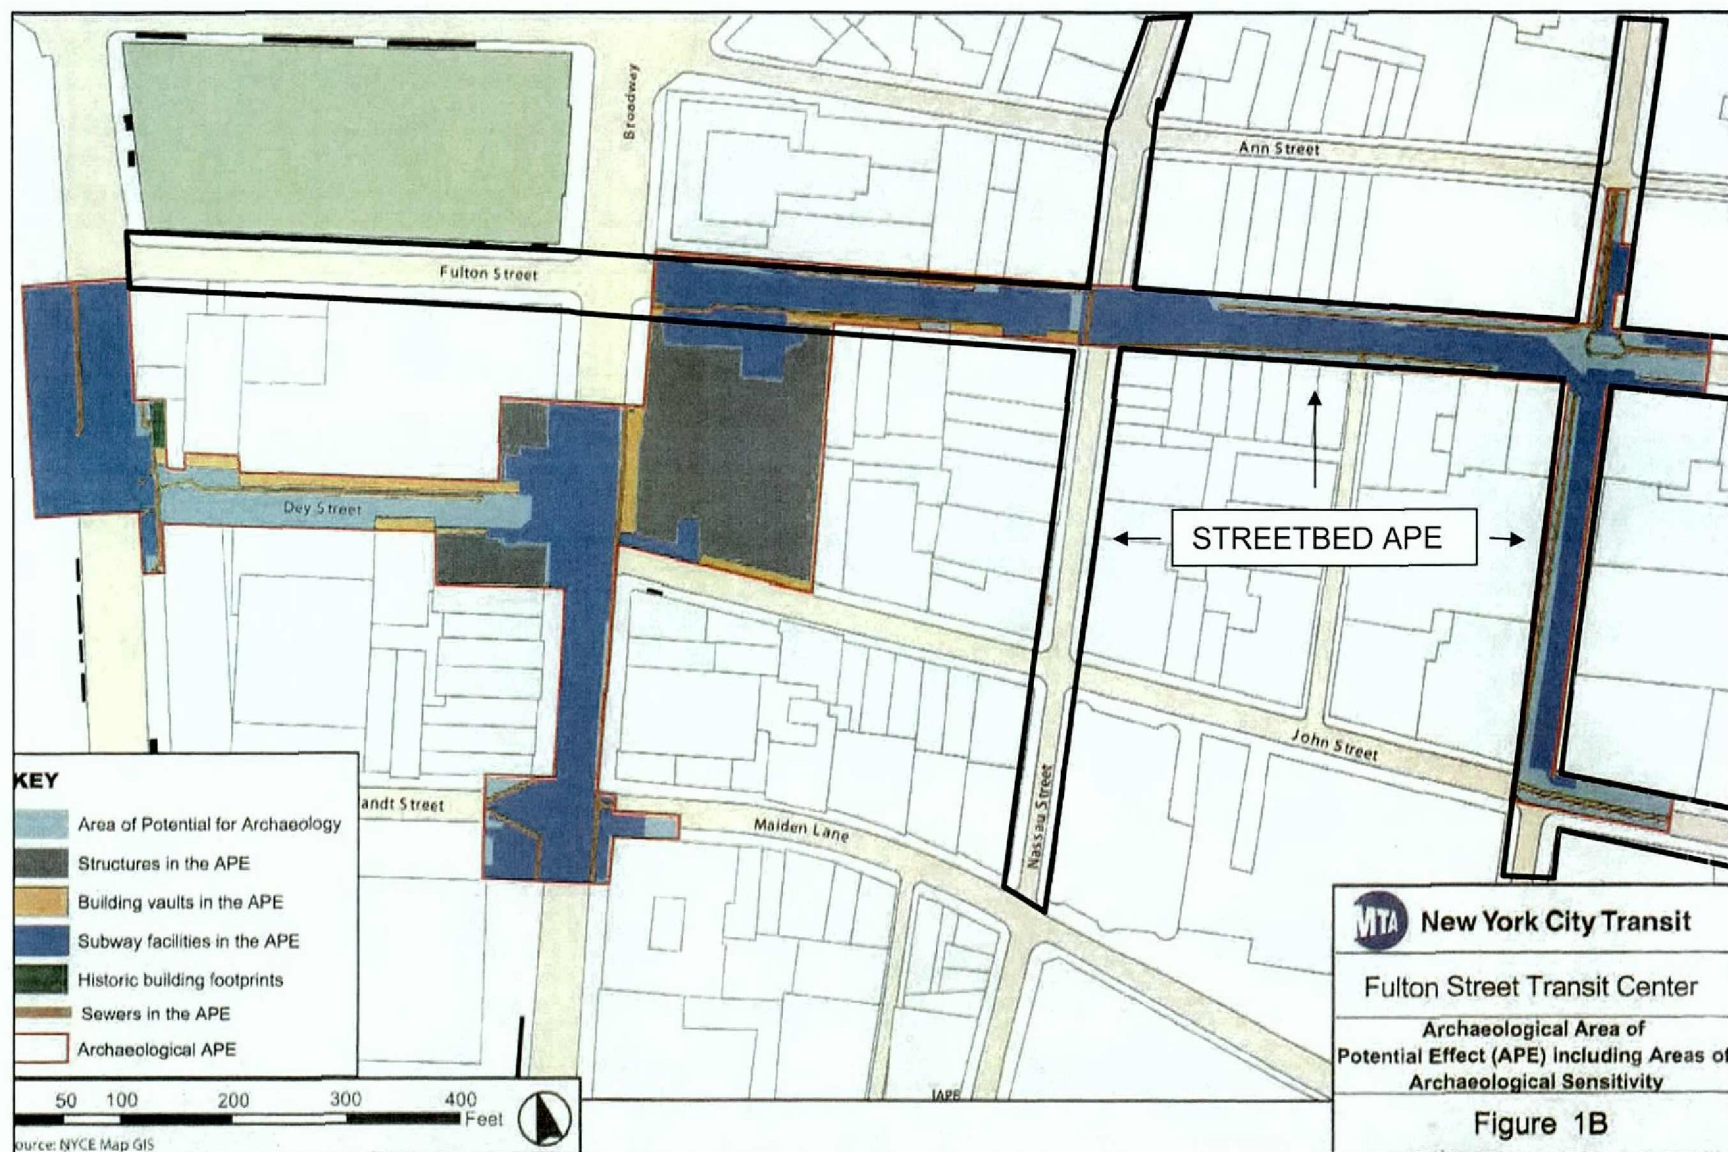 Broadway
Ann Street
Fulton Street
Dey Street
STREETBED APE
John Street
Nassau Street
andt Street
Maiden Lane
KEY
Area of Potential for Archaeology
Structures in the APE
Building vaults in the APE
Subway facilities in the APE
Historic building footprints
Sewers in the APE
Archaeological APE
50 100 200 300 400
Feet
ource: NYCE Map GIS
MTA New York City Transit
Fulton Street Transit Center
Archaeological Area of
Potential Effect (APE) including Areas of
Archaeological Sensitivity
Figure 1B